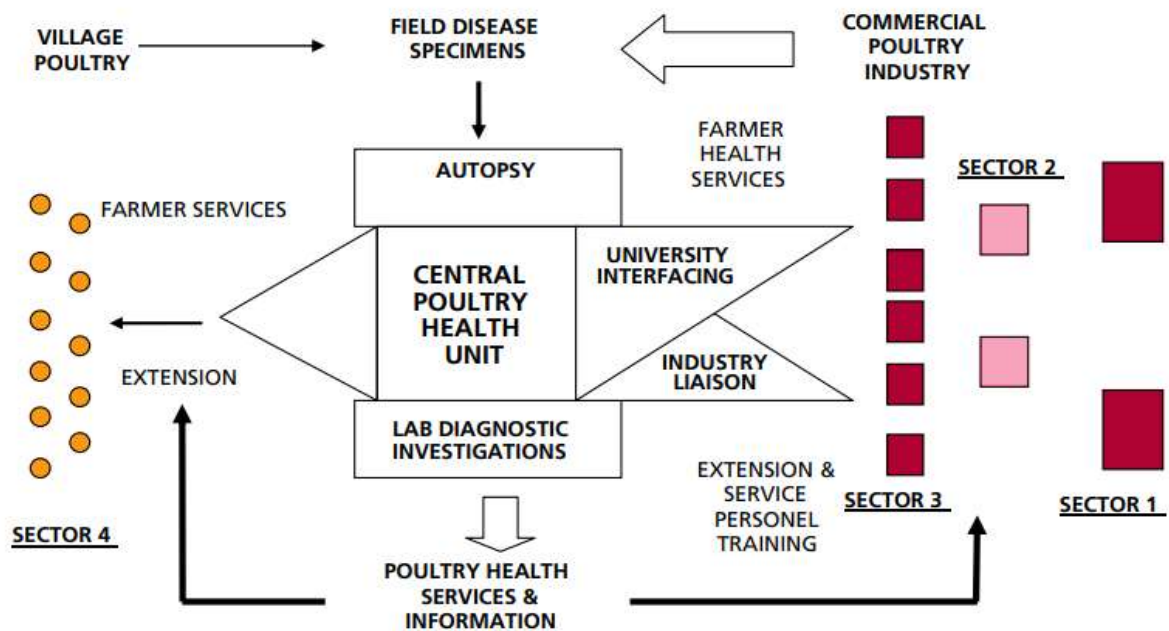 VILLAGE
POULTRY
FIELD DISEASE
SPECIMENS
COMMERCIAL
POULTRY
INDUSTRY
FARMER
HEALTH
SERVICES
AUTOPSY
SECTOR 2
FARMER SERVICES
UNIVERSITY
INTERFACING
CENTRAL
POULTRY
HEALTH
UNIT
INDUSTRY
LIAISON
EXTENSION
LAB DIAGNOSTIC
INVESTIGATIONS
EXTENSION &
SERVICE
PERSONEL
TRAINING
SECTOR 3
SECTOR 1
SECTOR 4
POULTRY HEALTH
SERVICES &
INFORMATION